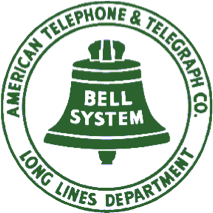 AMERICAN TELEPHONE & TELEGRAPH CO.
BELL
SYSTEM
LONG LINES DEPARTMENT